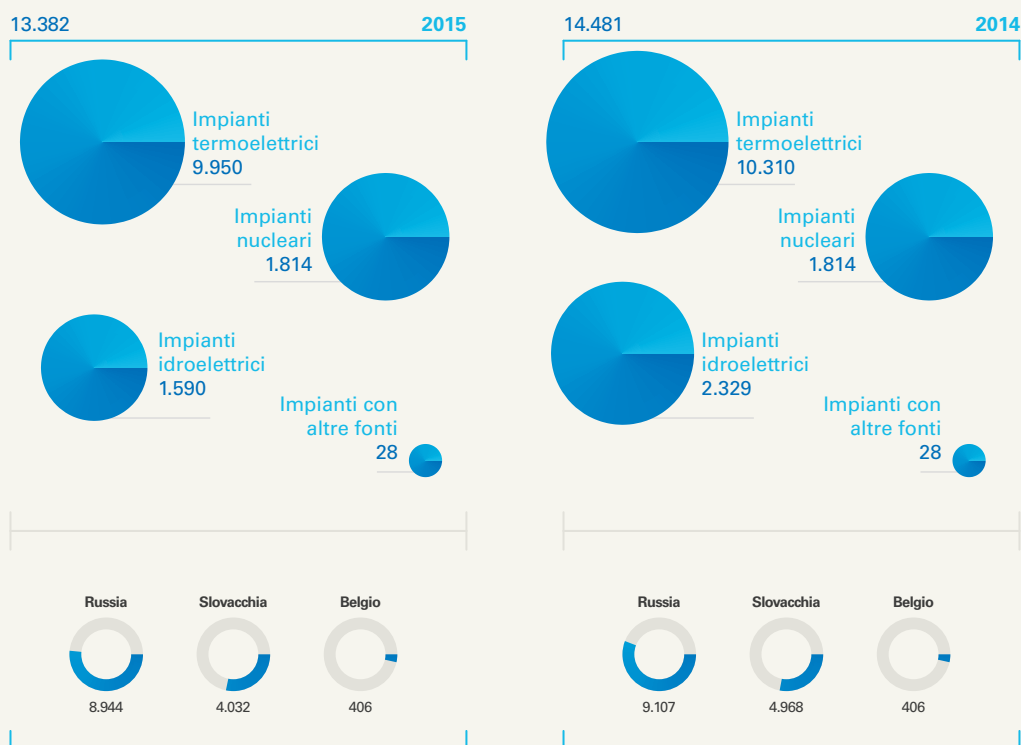 13.382
2015
Impianti
termoelettrici
9.950
Impianti
nucleari
1.814
Impianti
idroelettrici
1.590
Impianti con
altre fonti
28
Russia
Slovacchia
Belgio
8.944
4.032
406
14.481
2014
Impianti
termoelettrici
10.310
Impianti
nucleari
1.814
Impianti
idroelettrici
2.329
Impianti con
altre fonti
28
Russia
Slovacchia
Belgio
9.107
4.968
406